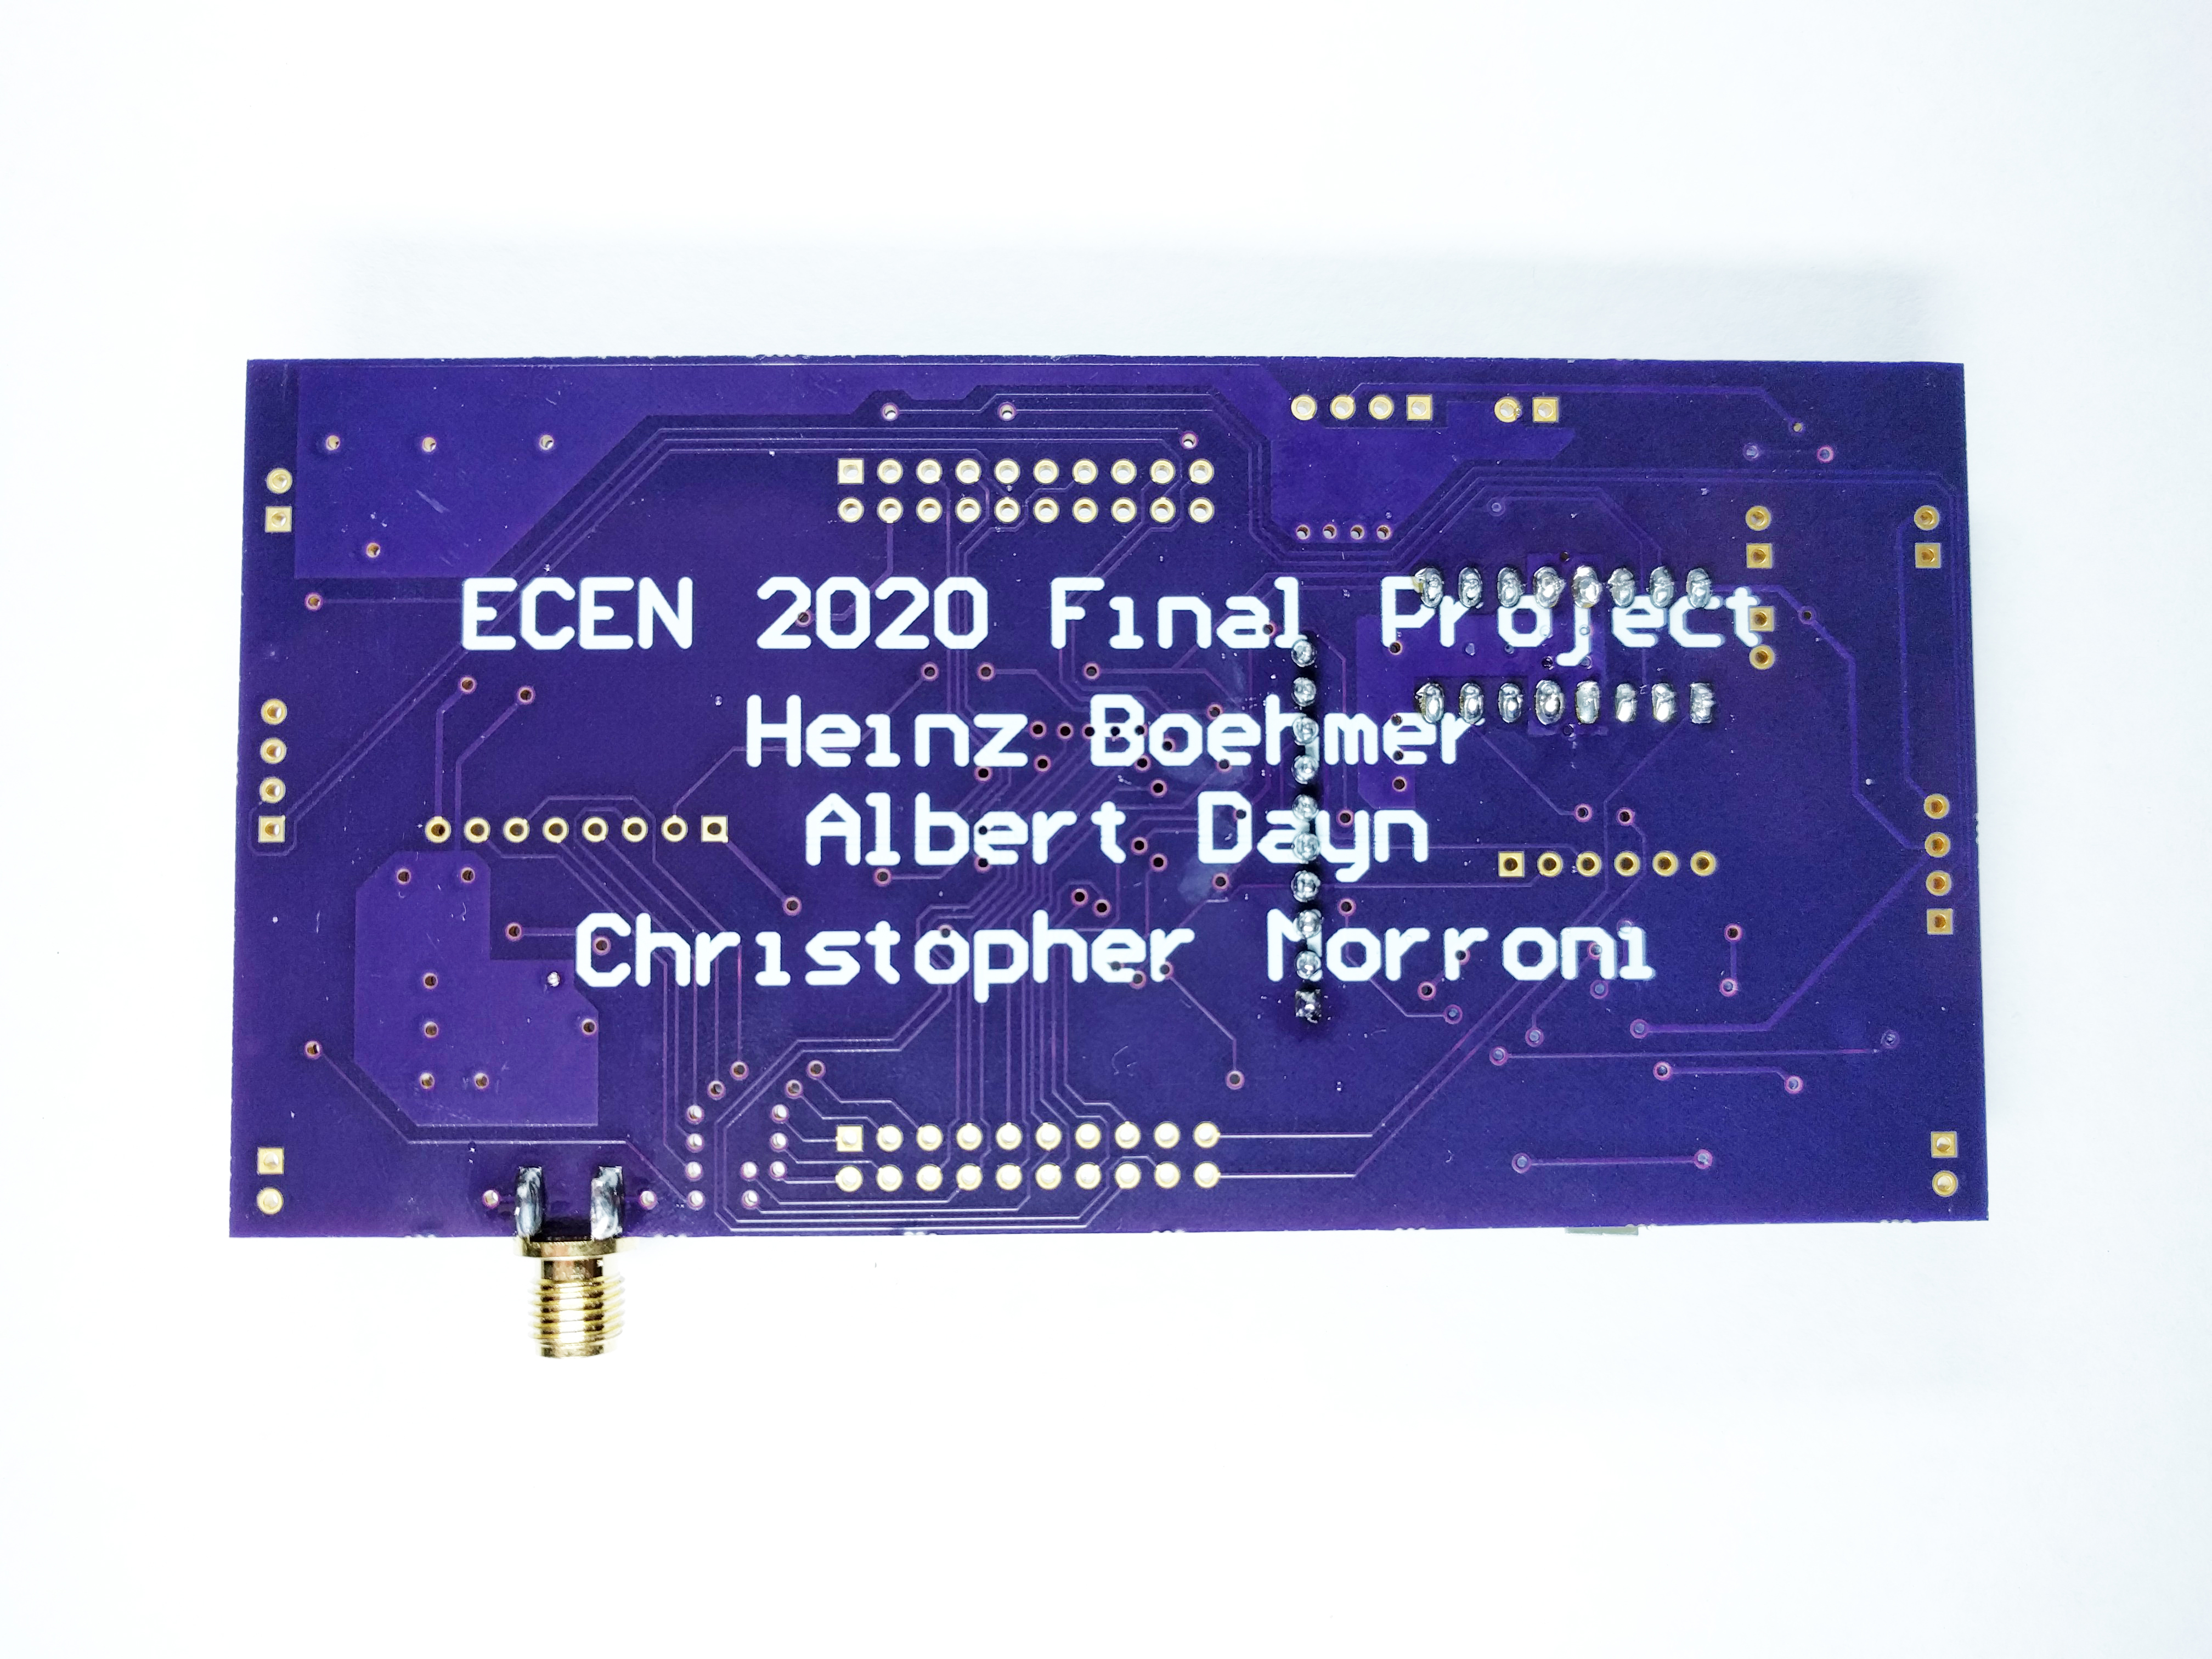 ECEN 2020 Final Project
Heinz Boehmer
Albert Dayn
Christopher Morroni